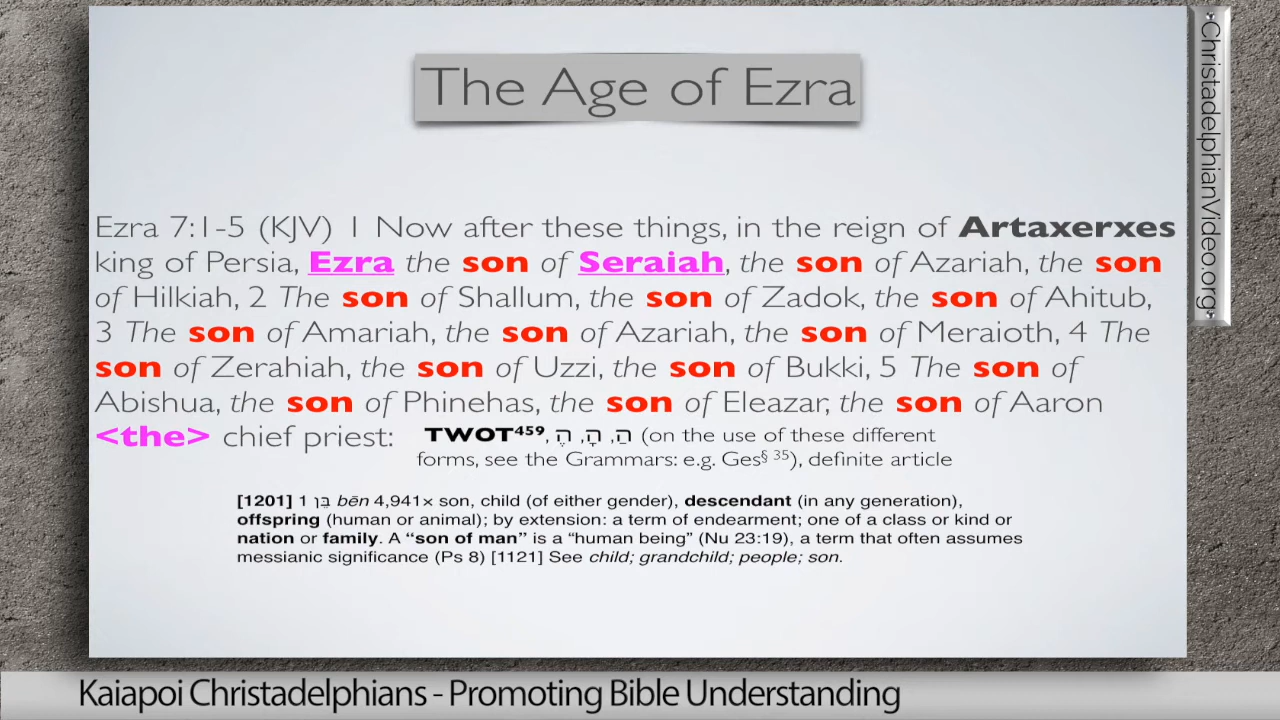 The Age of Ezra
Ezra 7:1-5 (KJV) 1 Now after these things, in the reign of Artaxerxes
king of Persia, Ezra the son of Seraiah, the son of Azariah, the son
of Hilkiah, 2 The son of Shallum, the son of Zadok, the son of Ahitub,
3 The son of Amariah, the son of Azariah, the son of Meraioth, 4 The
son of Zerahiah, the son of Uzzi, the son of Bukki, 5 The son of
Abishua, the son of Phinehas, the son of Eleazar, the son of Aaron
<the> chief priest:
TWOT459, הַ, הָ, הֶ (on the use of these different
forms, see the Grammars: e.g. Ges§ 35), definite article
[1201] 1 בֵּן bēn 4,941× son, child (of either gender), descendant (in any generation),
offspring (human or animal); by extension: a term of endearment; one of a class or kind or
nation or family. A “son of man” is a “human being” (Nu 23:19), a term that often assumes
messianic significance (Ps 8) [1121] See child; grandchild; people; son.
•ChristadelphianVideo.org•
Kaiapoi Christadelphians - Promoting Bible Understanding